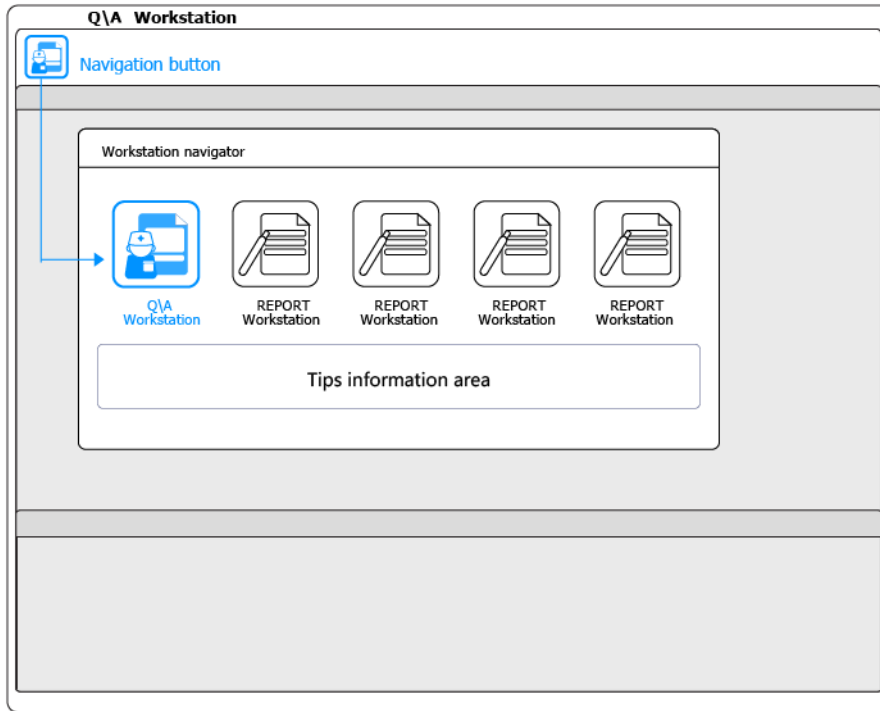 Q\A Workstation
Navigation button
Workstation navigator
Q\A
Workstation
REPORT
Workstation
REPORT
Workstation
REPORT
Workstation
REPORT
Workstation
Tips information area